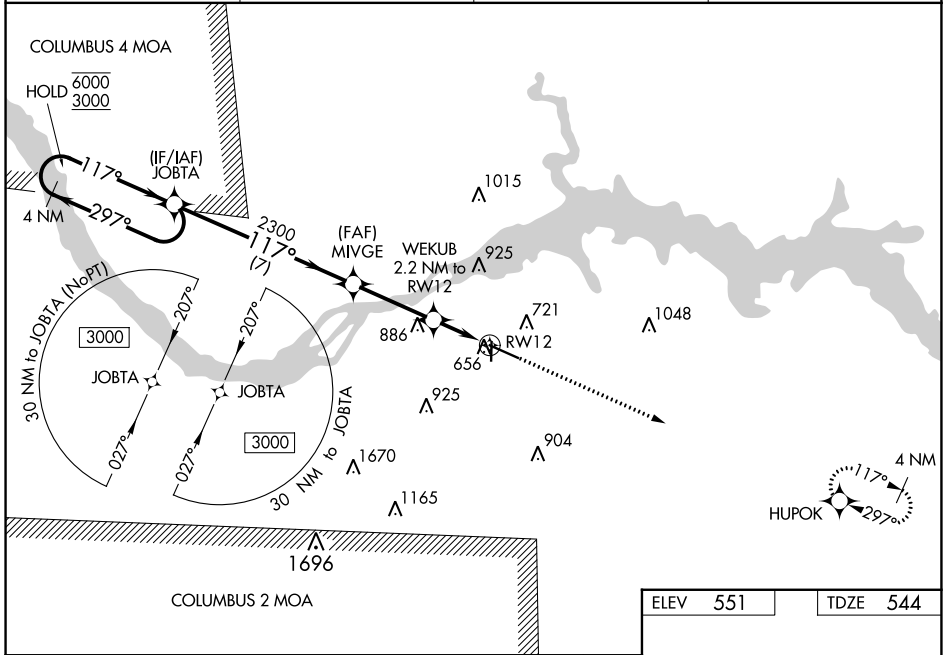 COLUMBUS 4 MOA
HOLD 6000
3000
117°
(IF/IAF)
JOBTA
4 NM
297°
2300
117°
(7)
(FAF)
MIVGE
WEKUB
2.2 NM to
RW12
1015
925
886
721
1048
656
RW12
30 NM to JOBTA (NoPT)
3000
207°
JOBTA
027°
207°
JOBTA
027°
3000
30 NM to JOBTA
925
904
1670
1165
1696
4 NM
117°
297°
HUPOK
COLUMBUS 2 MOA
ELEV 551
TDZE 544